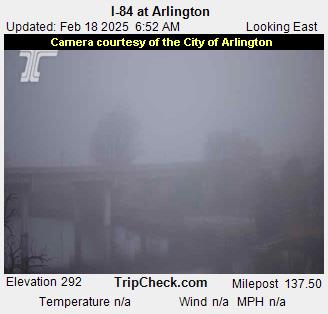 I-84 at Arlington
Updated: Feb 18 2025 6:52 AM Looking East
Camera courtesy of the City of Arlington
Elevation 292 TripCheck.com Milepost 137.50
Temperature n/a Wind n/a MPH n/a